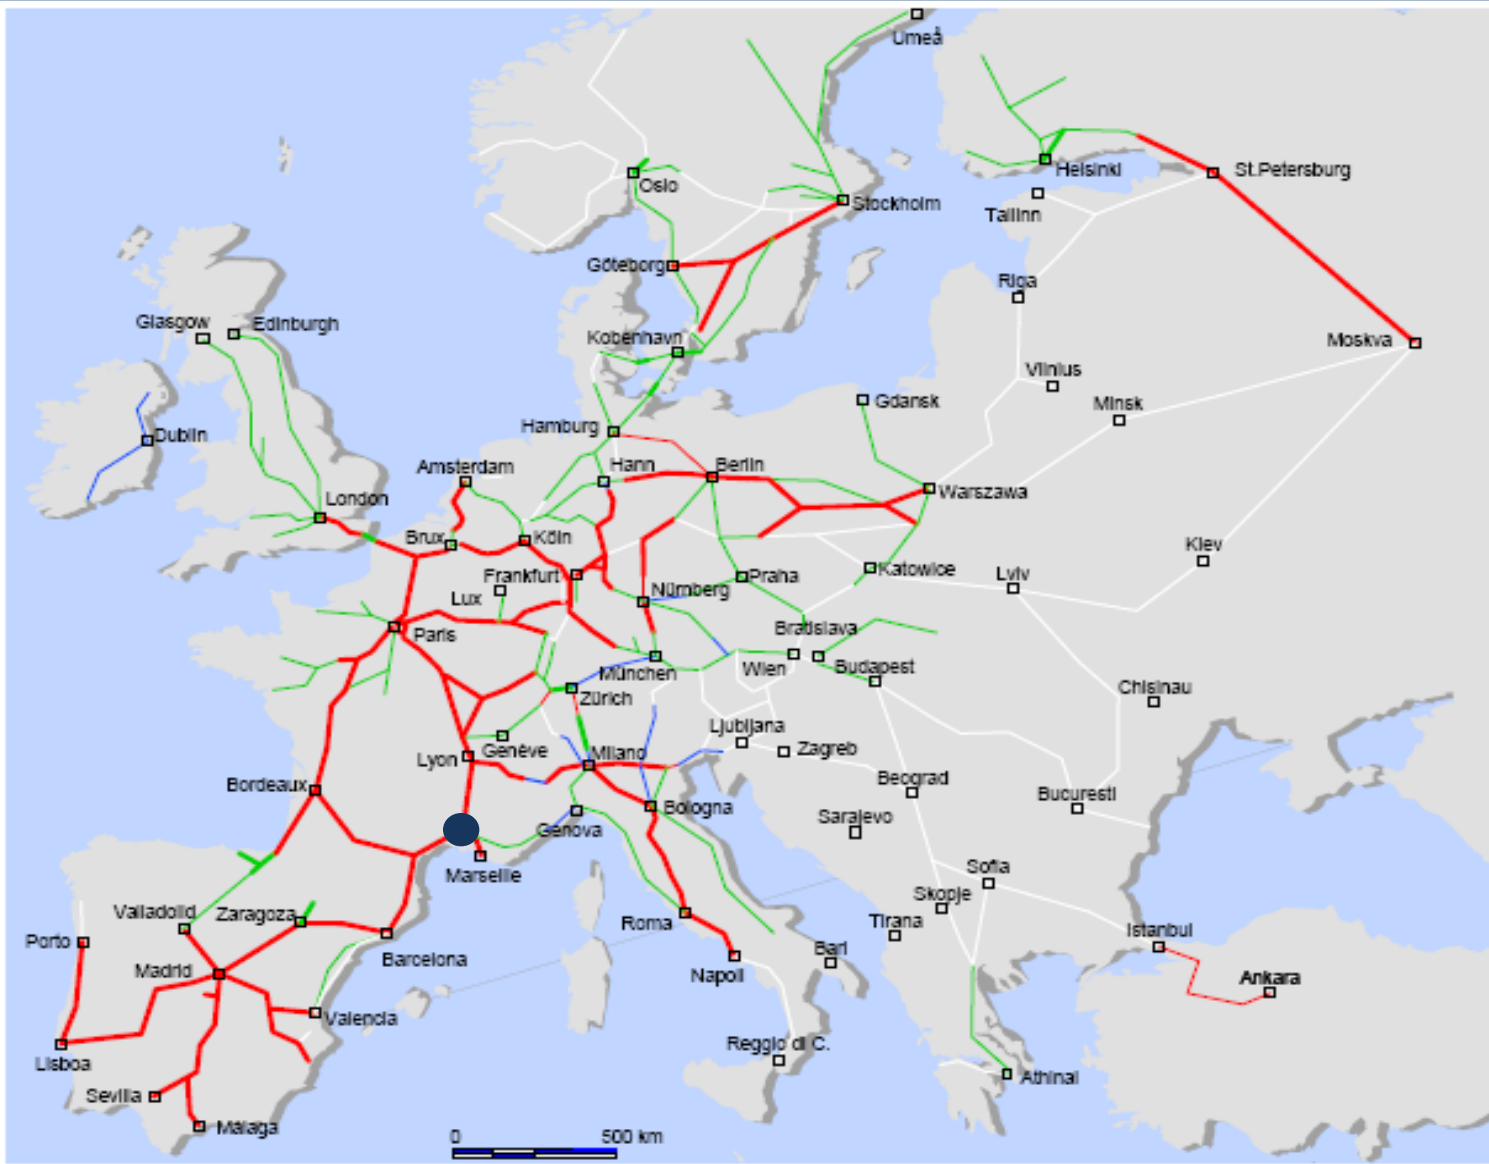 Umeå
Helsinki
St.Petersburg
Oslo
Stockholm
Tallinn
Göteborg
Riga
Glasgow
Edinburgh
Kobenhavn
Moskva
Vilnius
Gdansk
Minsk
Dublin
Hamburg
Amsterdam
Hann
Berlin
Warszawa
London
Brux
Köln
Kiev
Frankfurt
Praha
Katowice
Lviv
Lux
Nürnberg
Paris
Bratislava
Wien
Budapest
München
Zürich
Chisinau
Ljubljana
Zagreb
Lyon
Genève
Milano
Bordeaux
Beograd
Bucuresti
Bologna
Sarajevo
Genova
Marseille
Sofia
Skopje
Valladolid
Zaragoza
Roma
Tirana
Istanbul
Porto
Barcelona
Bari
Madrid
Napoli
Ankara
Valencia
Reggio di C.
Lisboa
Athinai
Sevilla
Málaga
0 500 km